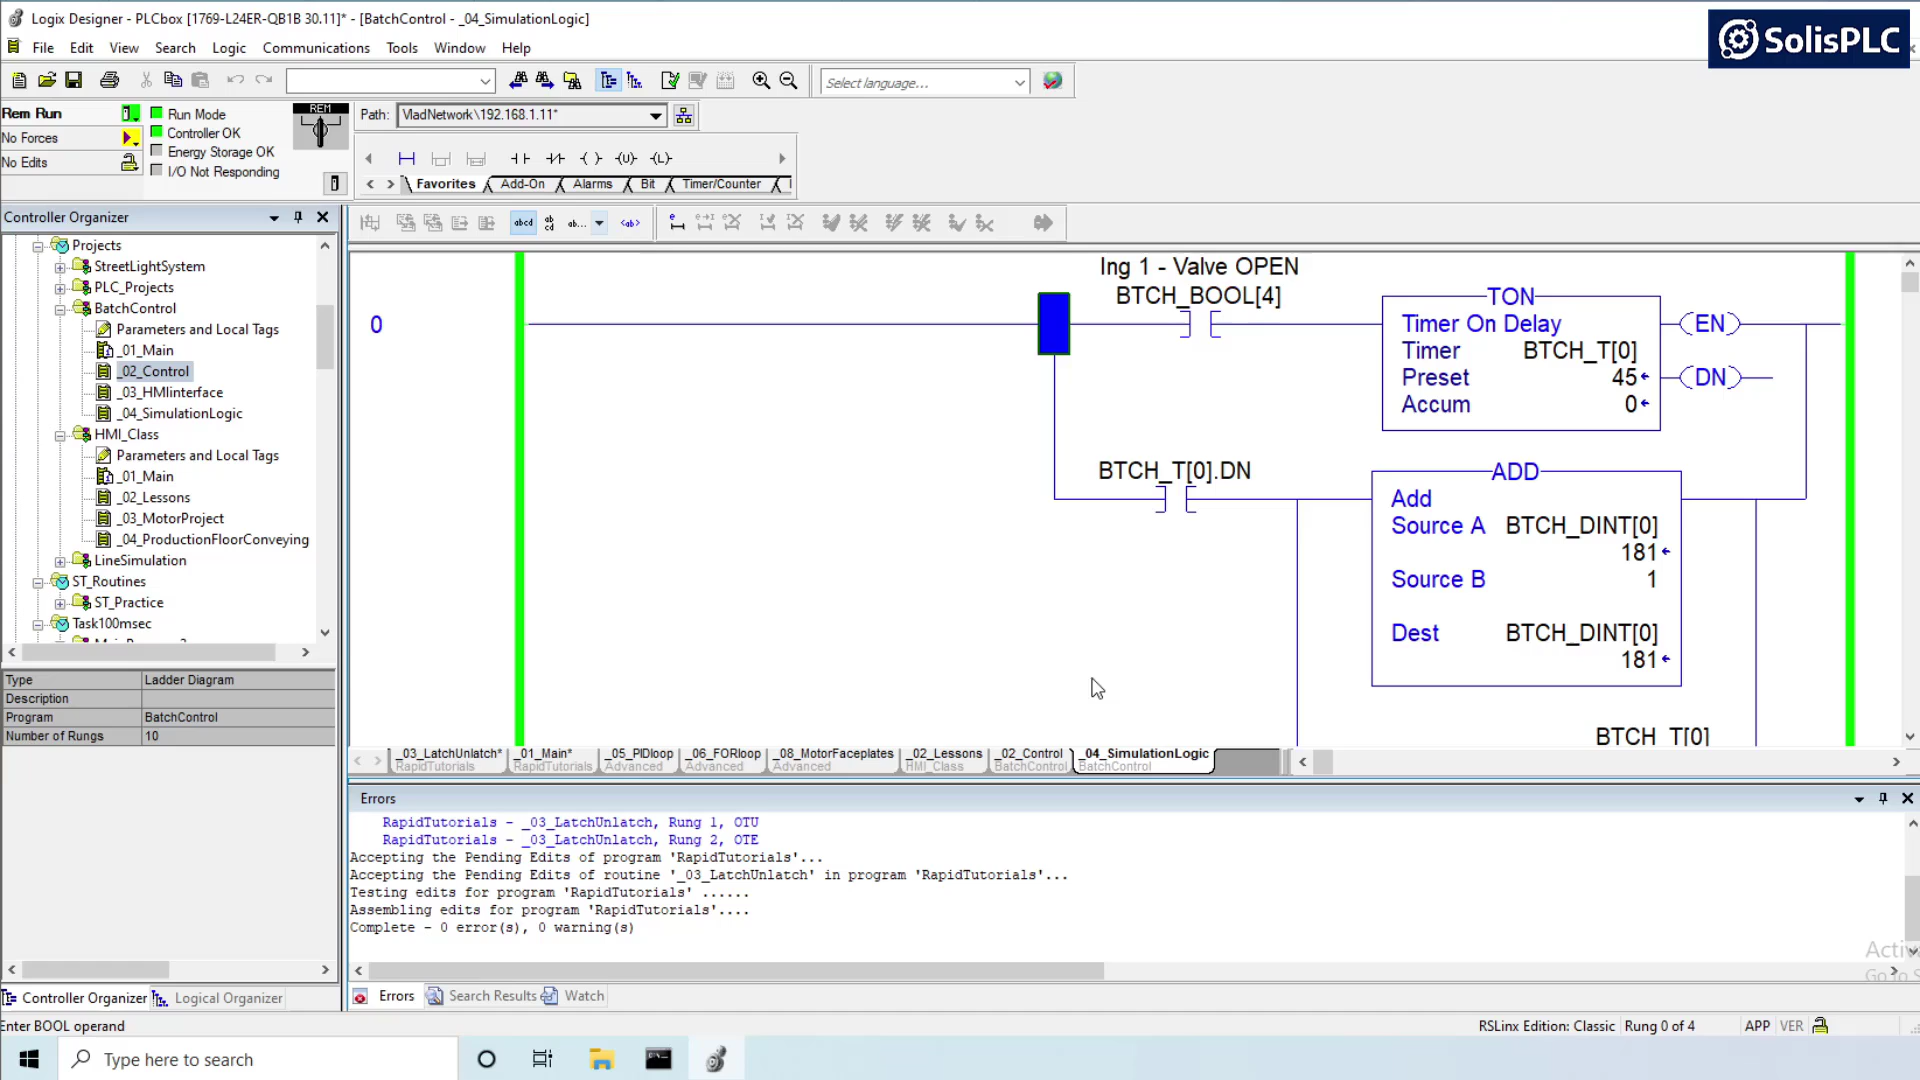 Logix Designer - PLCbox [1769-L24ER-QB1B 30.11]* - [BatchControl - _04_SimulationLogic]
SolisPLC
File Edit View Search Logic Communications Tools Window Help
Select language...
Rem Run
No Forces
No Edits
Run Mode
Controller OK
Energy Storage OK
I/O Not Responding
REM
Path: VladNetwork\192.168.1.11*
Favorites Add-On Alarms Bit Timer/Counter
Controller Organizer
Projects
StreetLightSystem
PLC_Projects
BatchControl
Parameters and Local Tags
_01_Main
_02_Control
_03_HMIinterface
_04_SimulationLogic
HMI_Class
Parameters and Local Tags
_01_Main
_02_Lessons
_03_MotorProject
_04_ProductionFloorConveying
LineSimulation
ST_Routines
ST_Practice
Task100msec
Type Ladder Diagram
Description
Program BatchControl
Number of Rungs 10
Controller Organizer Logical Organizer
abcd
ab cd
ab...
<ab>
0
Ing 1 - Valve OPEN
BTCH_BOOL[4]
TON
Timer On Delay
Timer BTCH_T[0]
Preset 45
Accum 0
EN
DN
BTCH_T[0].DN
ADD
Add
Source A BTCH_DINT[0]
181
Source B 1
Dest BTCH_DINT[0]
181
BTCH_T[0]
_03_LatchUnlatch* _01_Main* _05_PIDloop _06_FORloop _08_MotorFaceplates _02_Lessons _02_Control _04_SimulationLogic
RapidTutorials RapidTutorials Advanced Advanced Advanced HMI_Class BatchControl BatchControl
Errors
RapidTutorials - _03_LatchUnlatch, Rung 1, OTU
RapidTutorials - _03_LatchUnlatch, Rung 2, OTE
Accepting the Pending Edits of program 'RapidTutorials'...
Accepting the Pending Edits of routine '_03_LatchUnlatch' in program 'RapidTutorials'...
Testing edits for program 'RapidTutorials' ......
Assembling edits for program 'RapidTutorials'....
Complete - 0 error(s), 0 warning(s)
Activ
Go to S
Errors Search Results Watch
Enter BOOL operand
RSLinx Edition: Classic Rung 0 of 4 APP VER
Type here to search